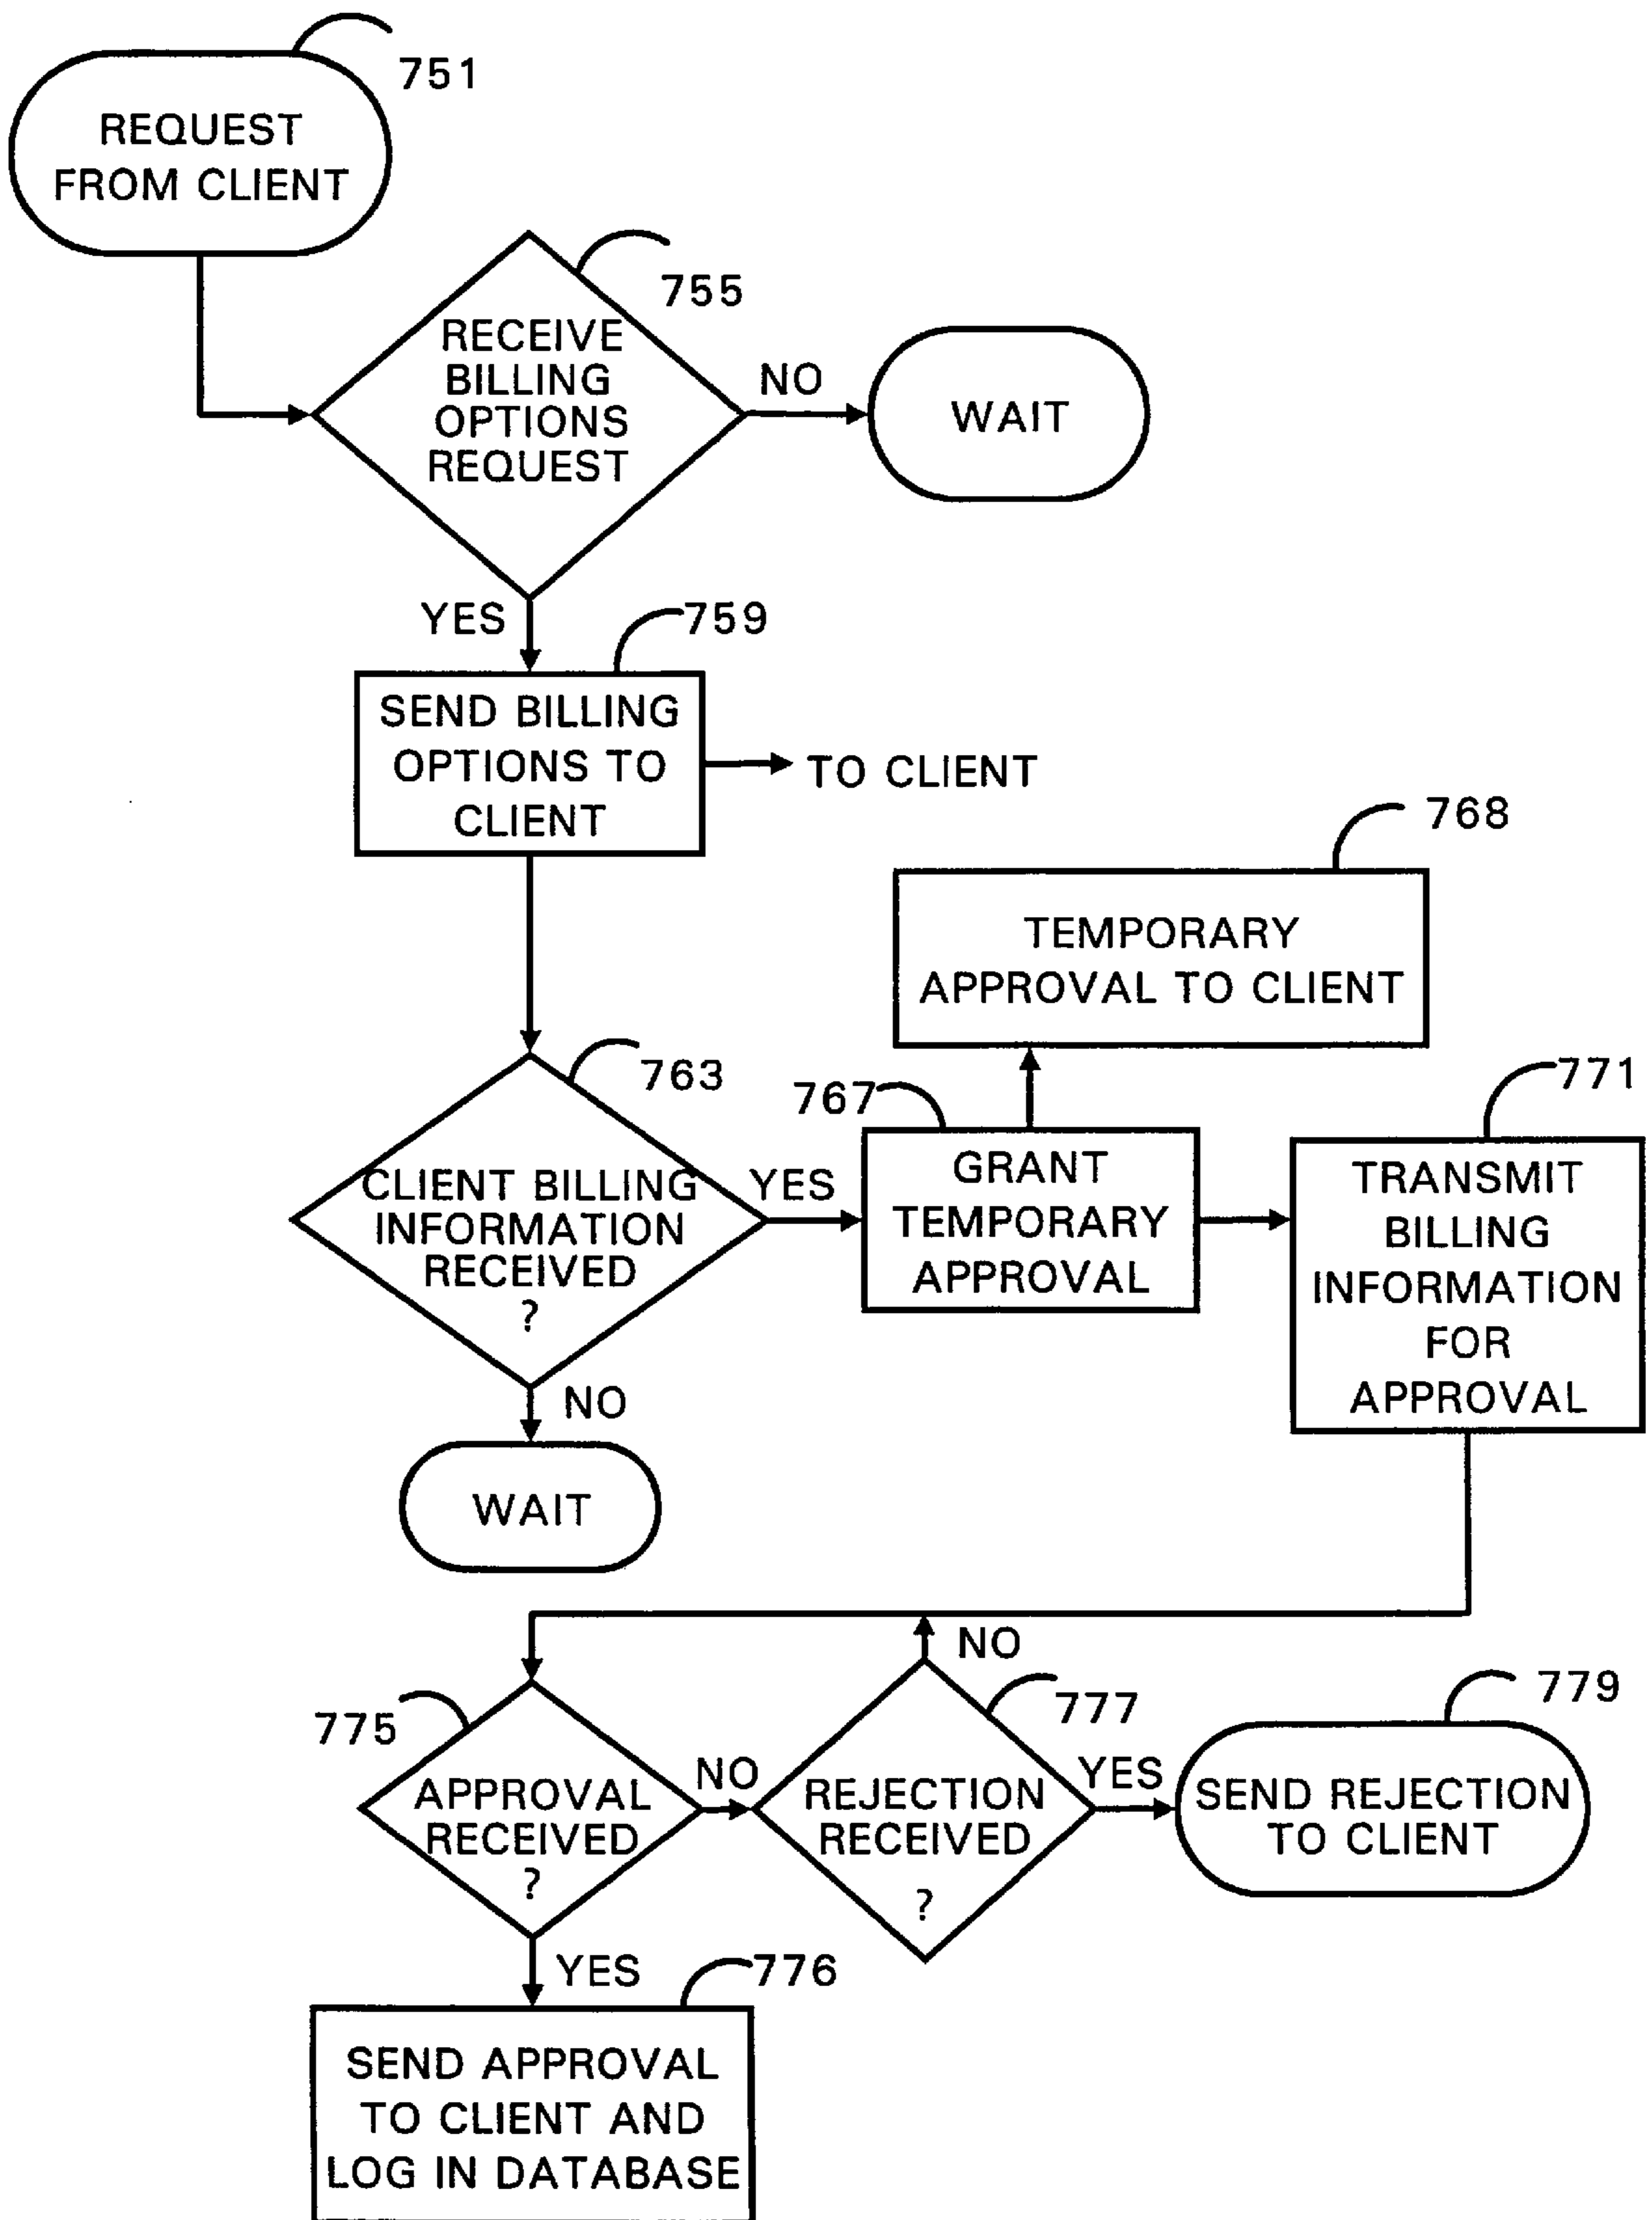 751
REQUEST
FROM CLIENT
755
RECEIVE
BILLING
OPTIONS
REQUEST
NO
WAIT
YES
759
SEND BILLING
OPTIONS TO
CLIENT
TO CLIENT
768
TEMPORARY
APPROVAL TO CLIENT
763
CLIENT BILLING
INFORMATION
RECEIVED
?
YES
767
GRANT
TEMPORARY
APPROVAL
771
TRANSMIT
BILLING
INFORMATION
FOR
APPROVAL
NO
WAIT
775
APPROVAL
RECEIVED
?
NO
NO
777
REJECTION
RECEIVED
?
YES
779
SEND REJECTION
TO CLIENT
YES
776
SEND APPROVAL
TO CLIENT AND
LOG IN DATABASE